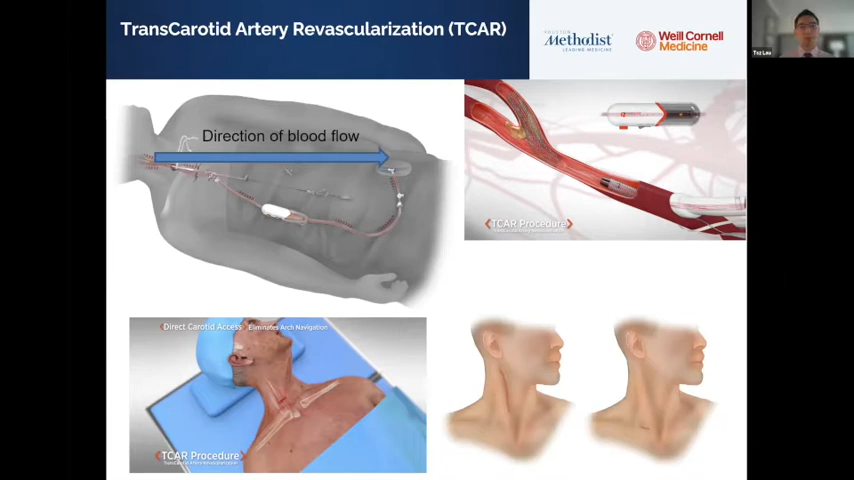 TransCarotid Artery Revascularization (TCAR)
HOUSTON
Methodist
LEADING MEDICINE
Weill Cornell
Medicine
Direction of blood flow
TCAR Procedure
Direct Carotid Access
Eliminates Arch Navigation
TCAR Procedure